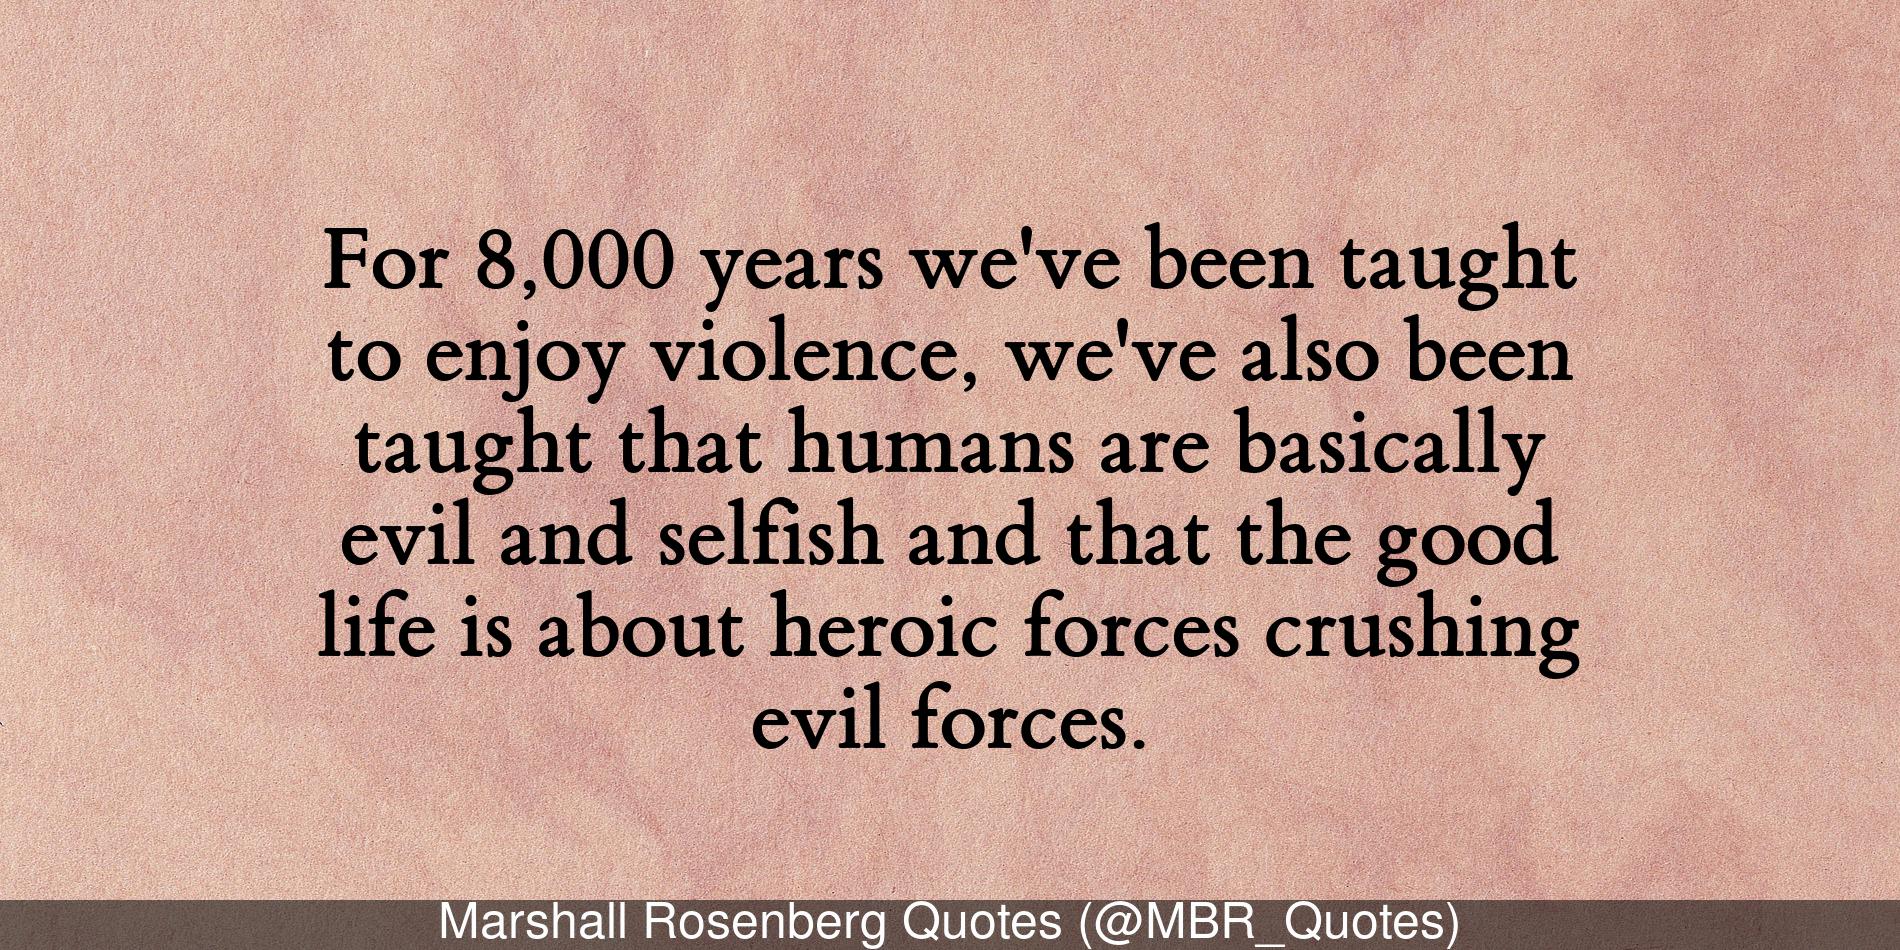 For 8,000 years we've been taught
to enjoy violence, we've also been
taught that humans are basically
evil and selfish and that the good
life is about heroic forces crushing
evil forces.
Marshall Rosenberg Quotes (@MBR_Quotes)